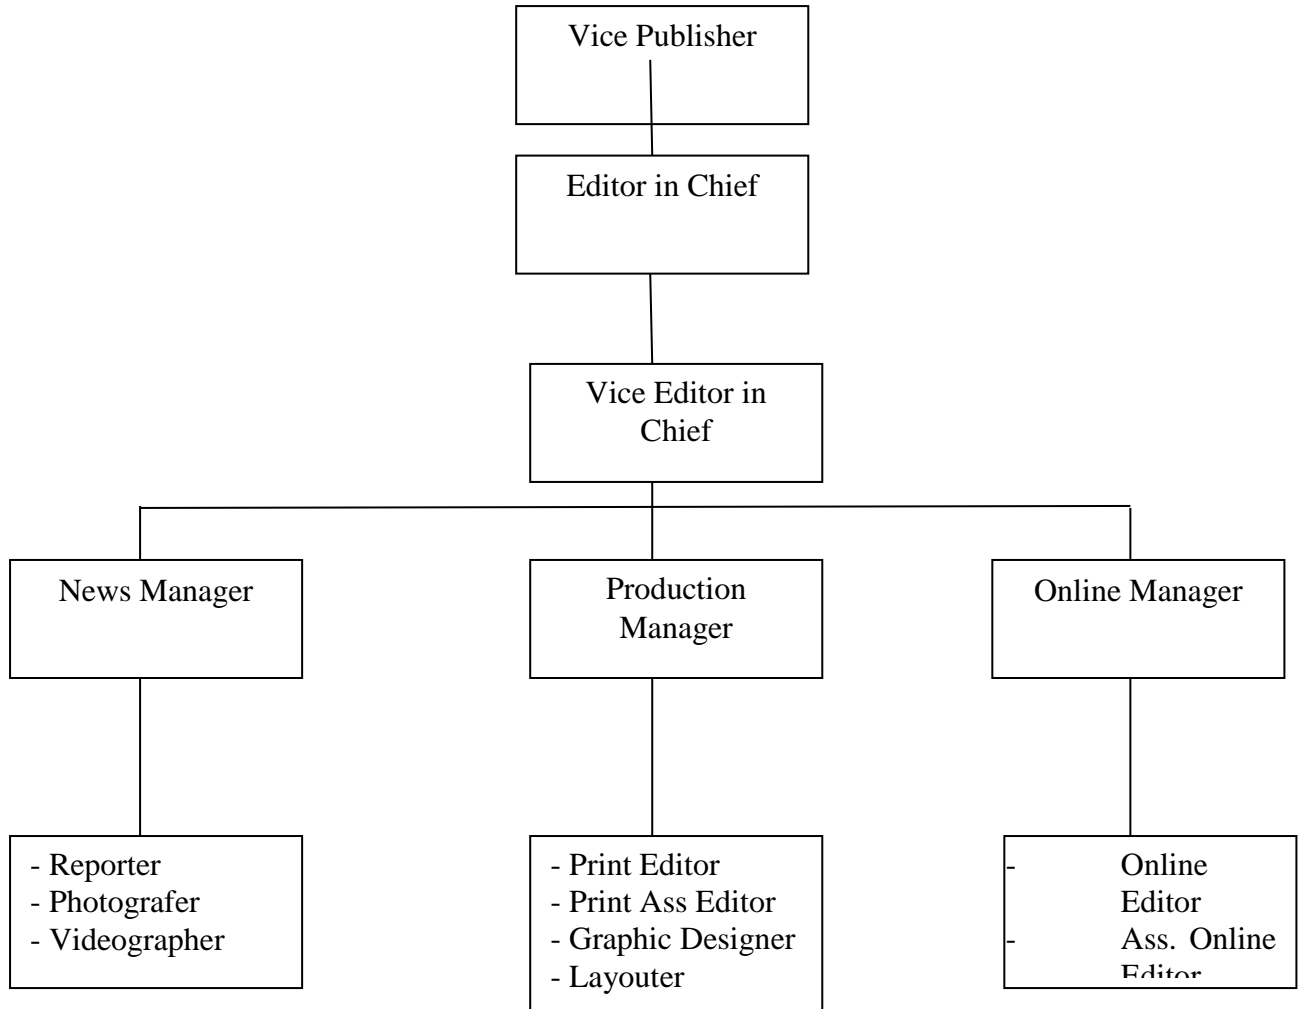 Vice Publisher
Editor in Chief
Vice Editor in
Chief
News Manager
Production
Manager
Online Manager
- Reporter
- Photografer
- Videographer
- Print Editor
- Print Ass Editor
- Graphic Designer
- Layouter
- Online
Editor
- Ass. Online
Editor